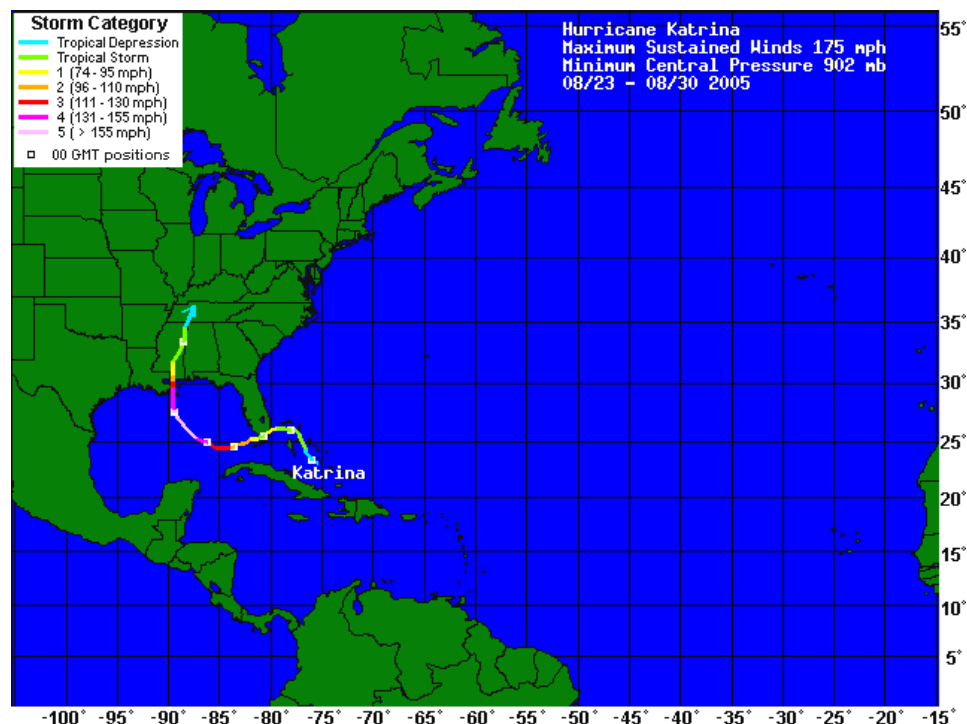 Storm Category
Tropical Depression
Tropical Storm
1 (74 - 95 mph)
2 (96 - 110 mph)
3 (111 - 130 mph)
4 (131 - 155 mph)
5 ( > 155 mph)
00 GMT positions
Hurricane Katrina
Maximum Sustained Winds 175 mph
Minimum Central Pressure 902 mb
08/23 - 08/30 2005
55°
50°
45°
40°
35°
30°
25°
20°
15°
10°
5°
Katrina
-100° -95° -90° -85° -80° -75° -70° -65° -60° -55° -50° -45° -40° -35° -30° -25° -20° -15°